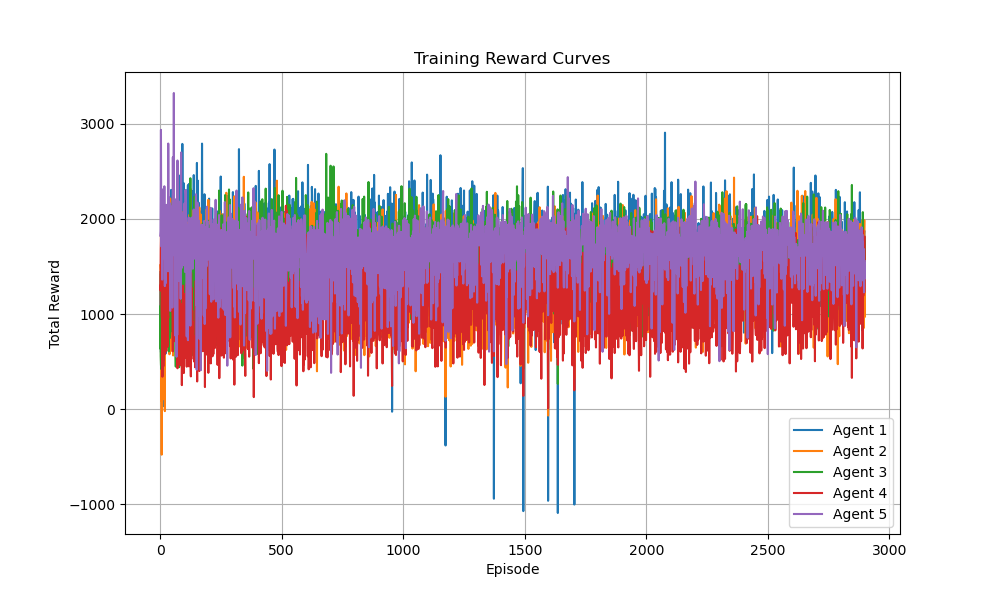 Training Reward Curves
Total Reward
3000
2000
1000
0
−1000
0
500
1000
1500
2000
2500
3000
Episode
Agent 1
Agent 2
Agent 3
Agent 4
Agent 5